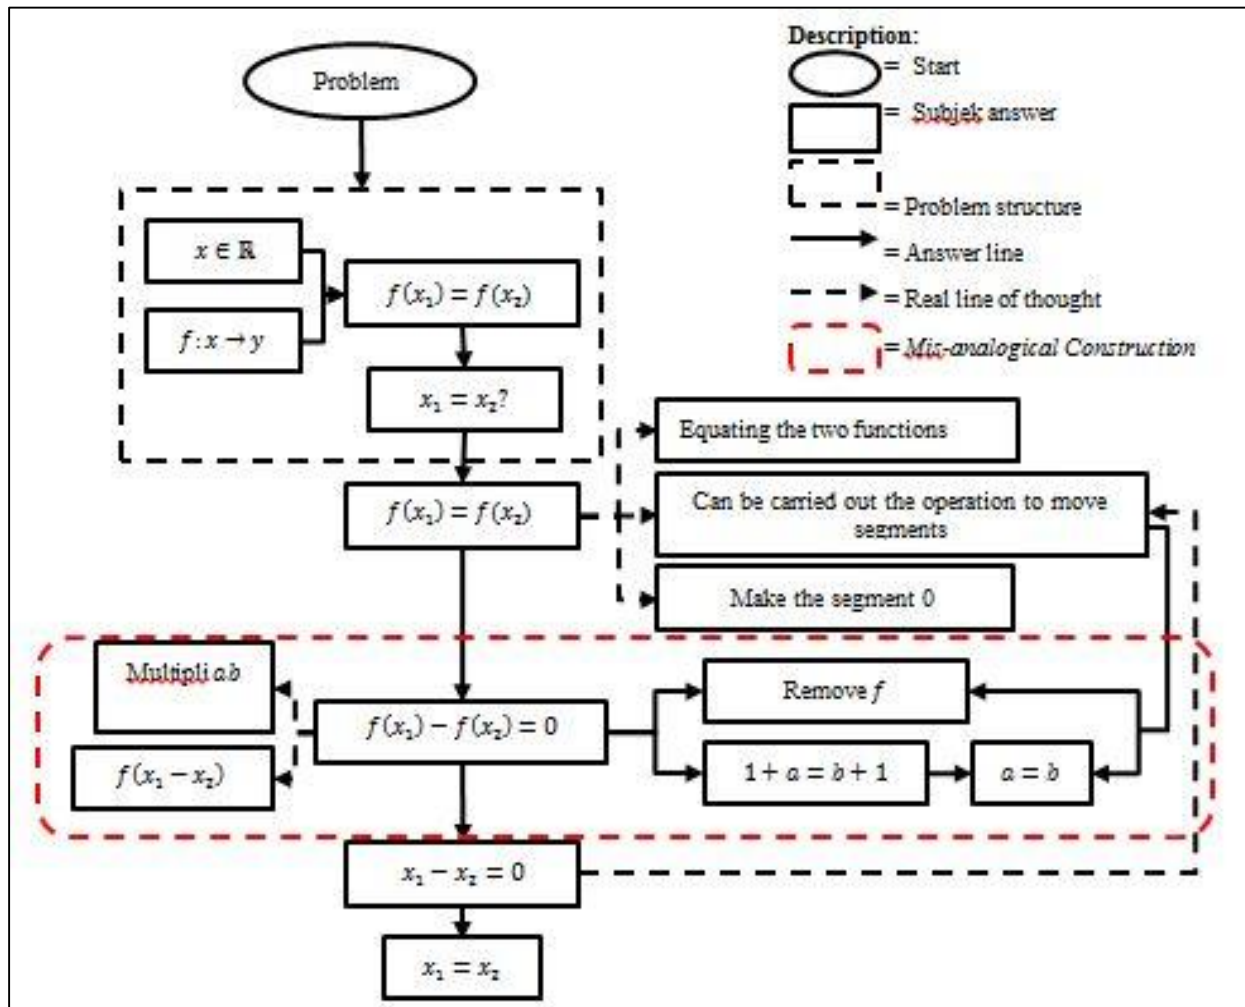 Problem
Description:
= Start
= Subjek answer
= Problem structure
= Answer line
= Real line of thought
= Mis-analogical Construction
x ∈ ℝ
f: x → y
f(x₁) = f(x₂)
x₁ = x₂?
f(x₁) = f(x₂)
Equating the two functions
Can be carried out the operation to move
segments
Make the segment 0
Multipli ab
f(x₁ − x₂)
f(x₁) − f(x₂) = 0
Remove f
1 + a = b + 1
a = b
x₁ − x₂ = 0
x₁ = x₂